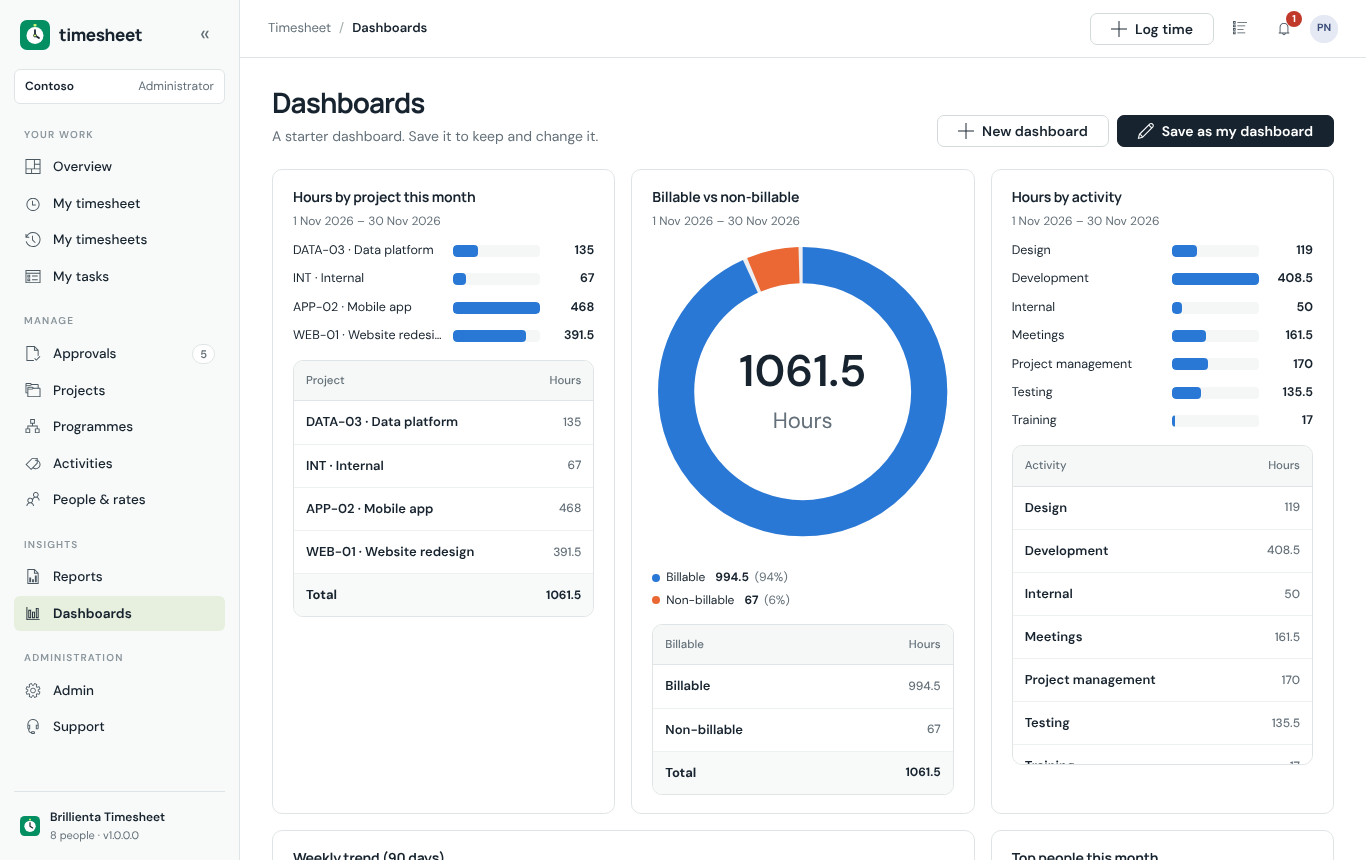 timesheet
Contoso Administrator
YOUR WORK
Overview
My timesheet
My timesheets
My tasks
MANAGE
Approvals 5
Projects
Programmes
Activities
People & rates
INSIGHTS
Reports
Dashboards
ADMINISTRATION
Admin
Support
Brillienta Timesheet
8 people · v1.0.0.0
Timesheet / Dashboards
Log time
1
PN
Dashboards
A starter dashboard. Save it to keep and change it.
New dashboard
Save as my dashboard
Hours by project this month
1 Nov 2026 – 30 Nov 2026
DATA-03 · Data platform 135
INT · Internal 67
APP-02 · Mobile app 468
WEB-01 · Website redesi... 391.5
Project Hours
DATA-03 · Data platform 135
INT · Internal 67
APP-02 · Mobile app 468
WEB-01 · Website redesign 391.5
Total 1061.5
Billable vs non-billable
1 Nov 2026 – 30 Nov 2026
1061.5
Hours
Billable 994.5 (94%)
Non-billable 67 (6%)
Billable Hours
Billable 994.5
Non-billable 67
Total 1061.5
Hours by activity
1 Nov 2026 – 30 Nov 2026
Design 119
Development 408.5
Internal 50
Meetings 161.5
Project management 170
Testing 135.5
Training 17
Activity Hours
Design 119
Development 408.5
Internal 50
Meetings 161.5
Project management 170
Testing 135.5
Training 17
Weekly trend (90 days)
Top people this month